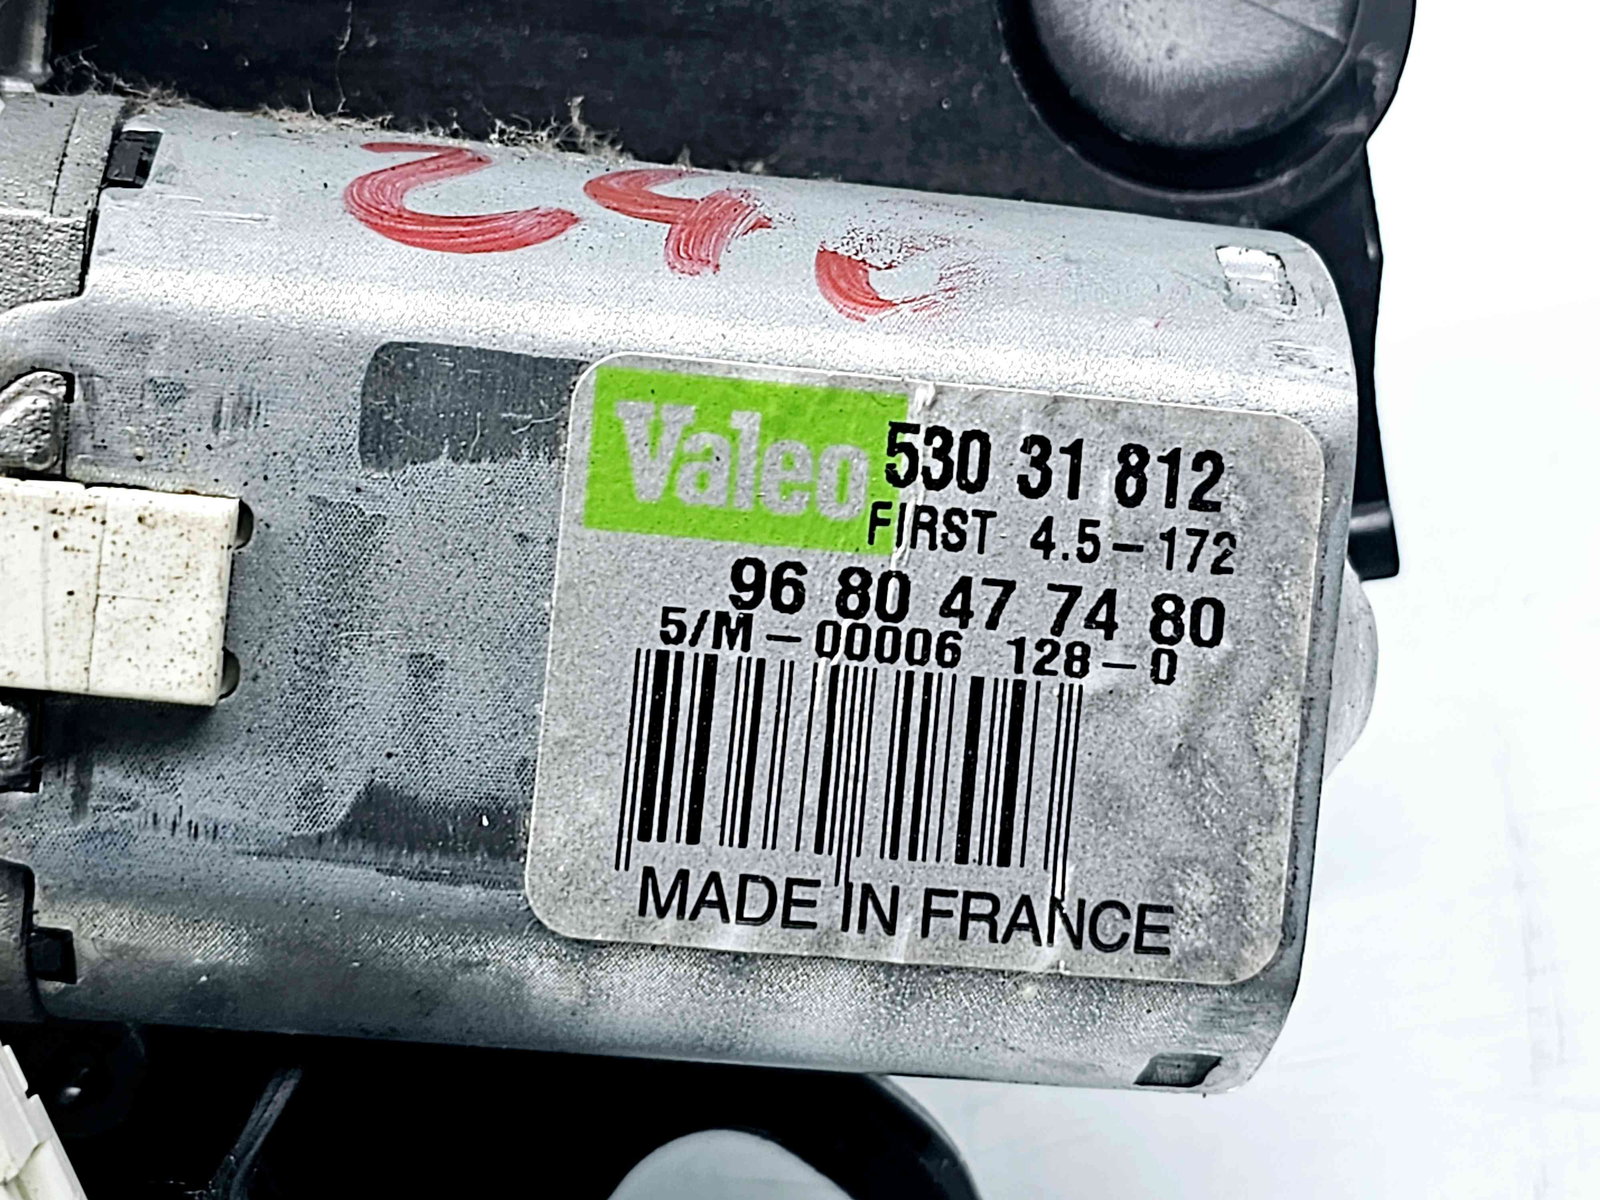 24
Valeo
530 31 812
FIRST 4.5-172
96 80 47 74 80
5/M-00006 128-0
MADE IN FRANCE